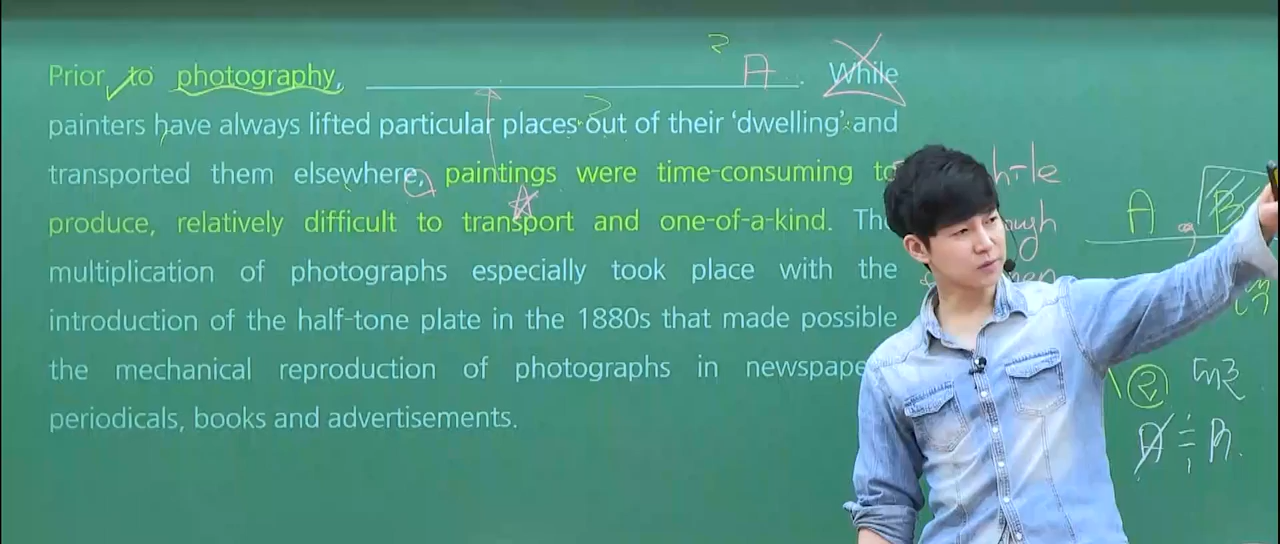 Prior to photography, ____________________ A. While
painters have always lifted particular places out of their ‘dwelling’ and
transported them elsewhere, paintings were time-consuming to
produce, relatively difficult to transport and one-of-a-kind. The
multiplication of photographs especially took place with the
introduction of the half-tone plate in the 1880s that made possible
the mechanical reproduction of photographs in
periodicals, books and advertisements.
A B
②
A B